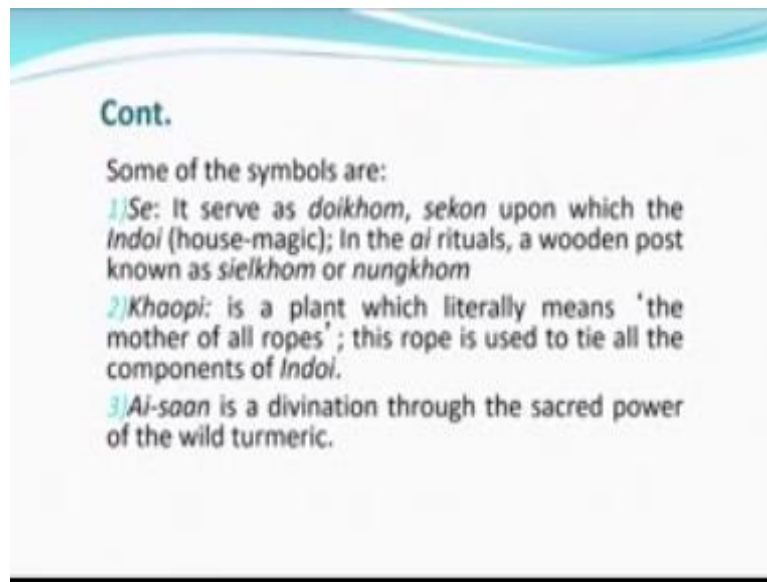 Cont.
Some of the symbols are:
1)Se: It serve as doikhom, sekon upon which the
Indoi (house-magic); In the ai rituals, a wooden post
known as sielkhom or nungkhom
2)Khaopi: is a plant which literally means ‘the
mother of all ropes’; this rope is used to tie all the
components of Indoi.
3)Ai-saan is a divination through the sacred power
of the wild turmeric.